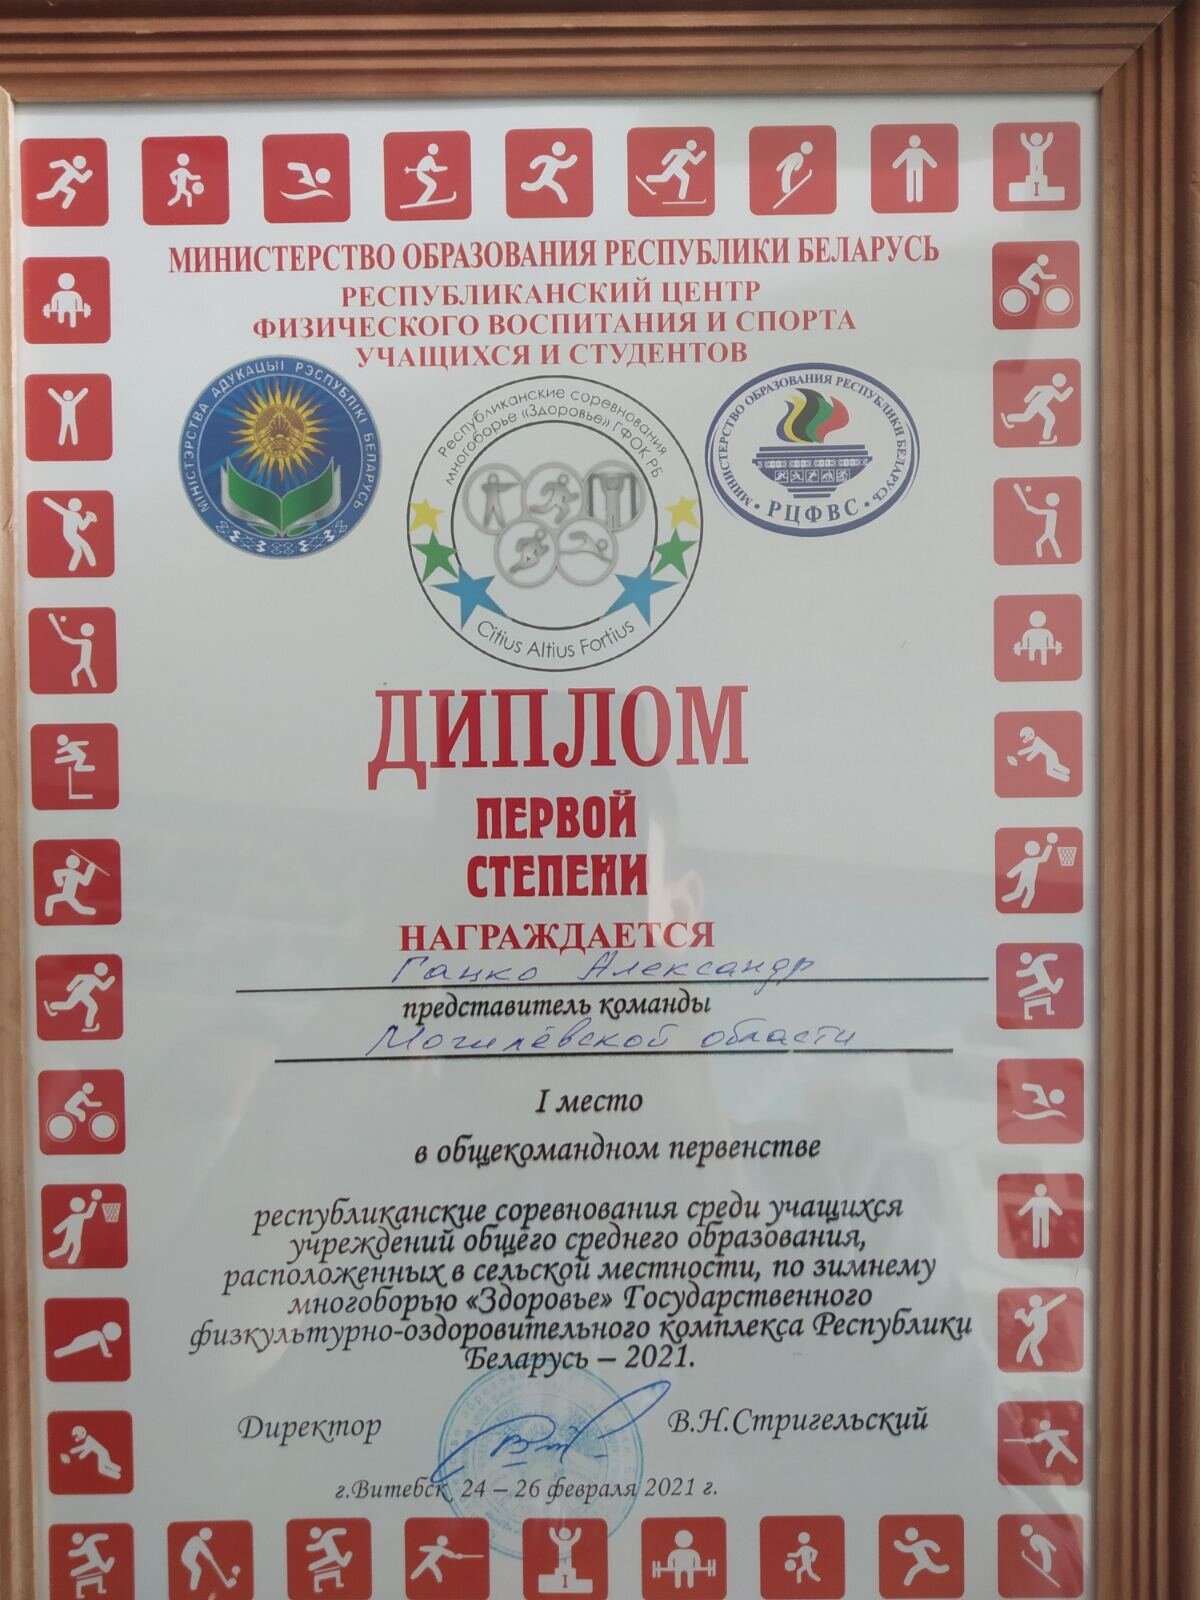 МИНИСТЕРСТВО ОБРАЗОВАНИЯ РЕСПУБЛИКИ БЕЛАРУСЬ
РЕСПУБЛИКАНСКИЙ ЦЕНТР
ФИЗИЧЕСКОГО ВОСПИТАНИЯ И СПОРТА
УЧАЩИХСЯ И СТУДЕНТОВ
МІНІСТЭРСТВА АДУКАЦЫІ РЭСПУБЛІКІ БЕЛАРУСЬ
Республиканские соревнования
многоборье «Здоровье» ГФОК РБ
Citius Altius Fortius
МИНИСТЕРСТВО ОБРАЗОВАНИЯ РЕСПУБЛИКИ БЕЛАРУСЬ
• РЦФВС •
ДИПЛОМ
ПЕРВОЙ
СТЕПЕНИ
НАГРАЖДАЕТСЯ
Гацко Александр
представитель команды
Могилёвской области
I место
в общекомандном первенстве
республиканские соревнования среди учащихся
учреждений общего среднего образования,
расположенных в сельской местности, по зимнему
многоборью «Здоровье» Государственного
физкультурно-оздоровительного комплекса Республики
Беларусь – 2021.
Директор
В.Н.Стригельский
г.Витебск, 24 – 26 февраля 2021 г.
I
I